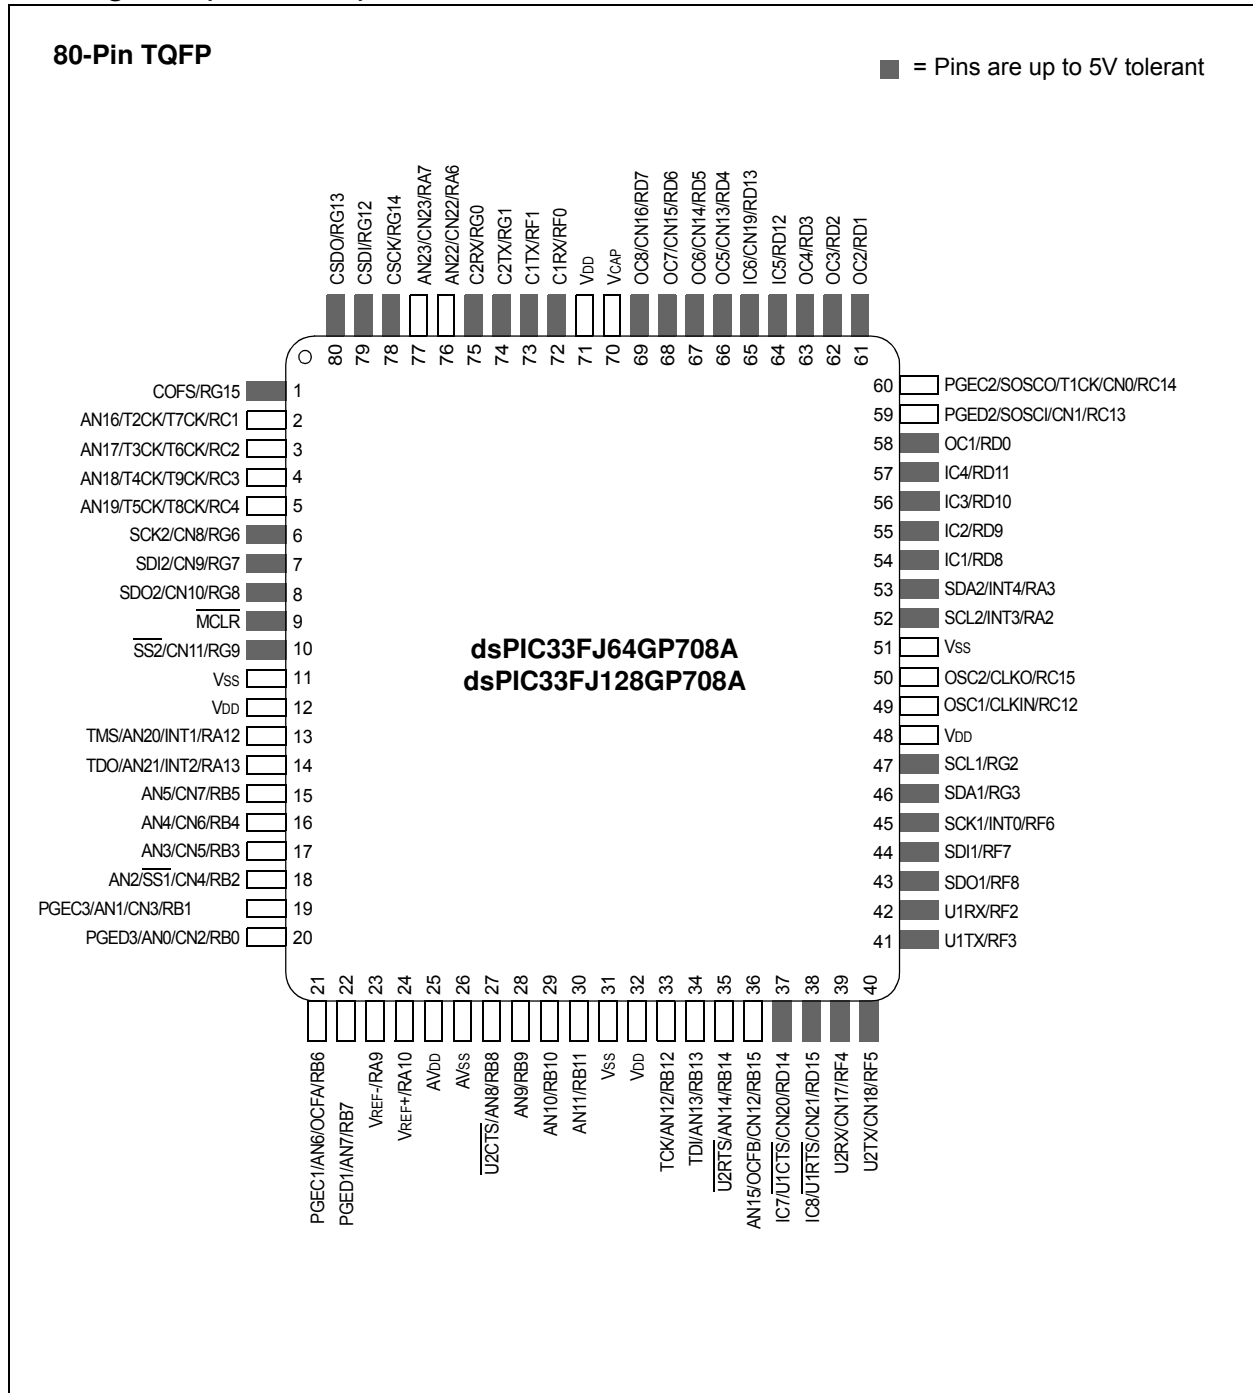 80-Pin TQFP
= Pins are up to 5V tolerant
CSDO/RG13
CSDI/RG12
CSCK/RG14
AN23/CN23/RA7
AN22/CN22/RA6
C2RX/RG0
C2TX/RG1
C1TX/RF1
C1RX/RF0
VDD
VCAP
OC8/CN16/RD7
OC7/CN15/RD6
OC6/CN14/RD5
OC5/CN13/RD4
IC6/CN19/RD13
IC5/RD12
OC4/RD3
OC3/RD2
OC2/RD1
80
79
78
77
76
75
74
73
72
71
70
69
68
67
66
65
64
63
62
61
COFS/RG15 1
AN16/T2CK/T7CK/RC1 2
AN17/T3CK/T6CK/RC2 3
AN18/T4CK/T9CK/RC3 4
AN19/T5CK/T8CK/RC4 5
SCK2/CN8/RG6 6
SDI2/CN9/RG7 7
SDO2/CN10/RG8 8
MCLR 9
SS2/CN11/RG9 10
VSS 11
VDD 12
TMS/AN20/INT1/RA12 13
TDO/AN21/INT2/RA13 14
AN5/CN7/RB5 15
AN4/CN6/RB4 16
AN3/CN5/RB3 17
AN2/SS1/CN4/RB2 18
PGEC3/AN1/CN3/RB1 19
PGED3/AN0/CN2/RB0 20
dsPIC33FJ64GP708A
dsPIC33FJ128GP708A
60 PGEC2/SOSCO/T1CK/CN0/RC14
59 PGED2/SOSCI/CN1/RC13
58 OC1/RD0
57 IC4/RD11
56 IC3/RD10
55 IC2/RD9
54 IC1/RD8
53 SDA2/INT4/RA3
52 SCL2/INT3/RA2
51 VSS
50 OSC2/CLKO/RC15
49 OSC1/CLKIN/RC12
48 VDD
47 SCL1/RG2
46 SDA1/RG3
45 SCK1/INT0/RF6
44 SDI1/RF7
43 SDO1/RF8
42 U1RX/RF2
41 U1TX/RF3
21
22
23
24
25
26
27
28
29
30
31
32
33
34
35
36
37
38
39
40
PGEC1/AN6/OCFA/RB6
PGED1/AN7/RB7
VREF-/RA9
VREF+/RA10
AVDD
AVSS
U2CTS/AN8/RB8
AN9/RB9
AN10/RB10
AN11/RB11
VSS
VDD
TCK/AN12/RB12
TDI/AN13/RB13
U2RTS/AN14/RB14
AN15/OCFB/CN12/RB15
IC7/U1CTS/CN20/RD14
IC8/U1RTS/CN21/RD15
U2RX/CN17/RF4
U2TX/CN18/RF5